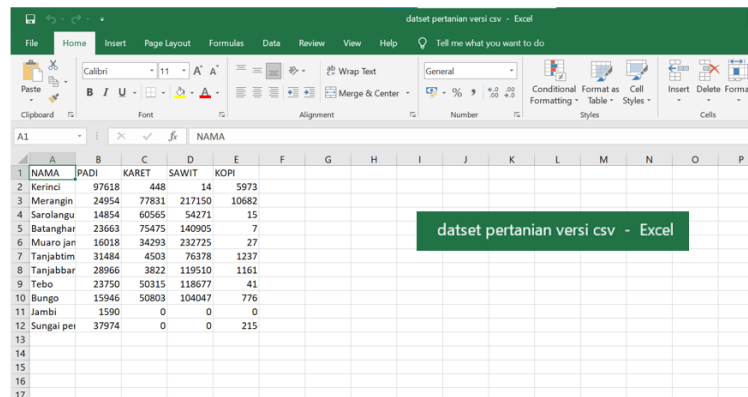 datset pertanian versi csv - Excel
File Home Insert Page Layout Formulas Data Review View Help Tell me what you want to do
Calibri 11 A A Wrap Text General
Paste B I U A Merge & Center % Conditional Formatting Format as Table Cell Styles Insert Delete
Clipboard Font Alignment Number Styles Cells
A1 fx NAMA
A B C D E F G H I J K L M N O P
1 NAMA PADI KARET SAWIT KOPI
2 Kerinci 97618 448 14 5973
3 Merangin 24954 77831 217150 10682
4 Sarolangu 14854 60565 54271 15
5 Batanghar 23663 75475 140905 7
datset pertanian versi csv - Excel
6 Muaro jan 16018 34293 232725 27
7 Tanjabtim 31484 4503 76378 1237
8 Tanjabbar 28966 3822 119510 1161
9 Tebo 23750 50315 118677 41
10 Bungo 15946 50803 104047 776
11 Jambi 1590 0 0 0
12 Sungai pe 37974 0 0 215
13
14
15
16
17